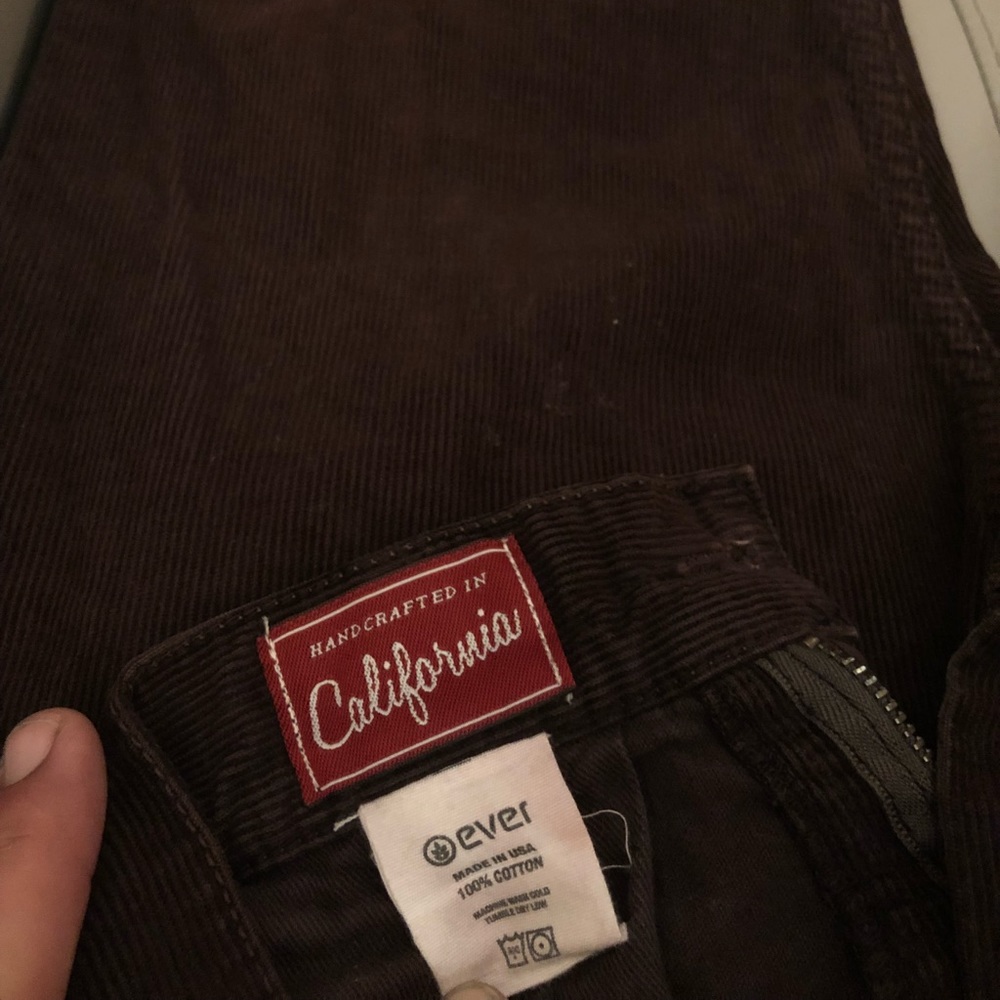 HANDCRAFTED IN
California
ever
MADE IN USA
100% COTTON
MACHINE WASH COLD
TUMBLE DRY LOW